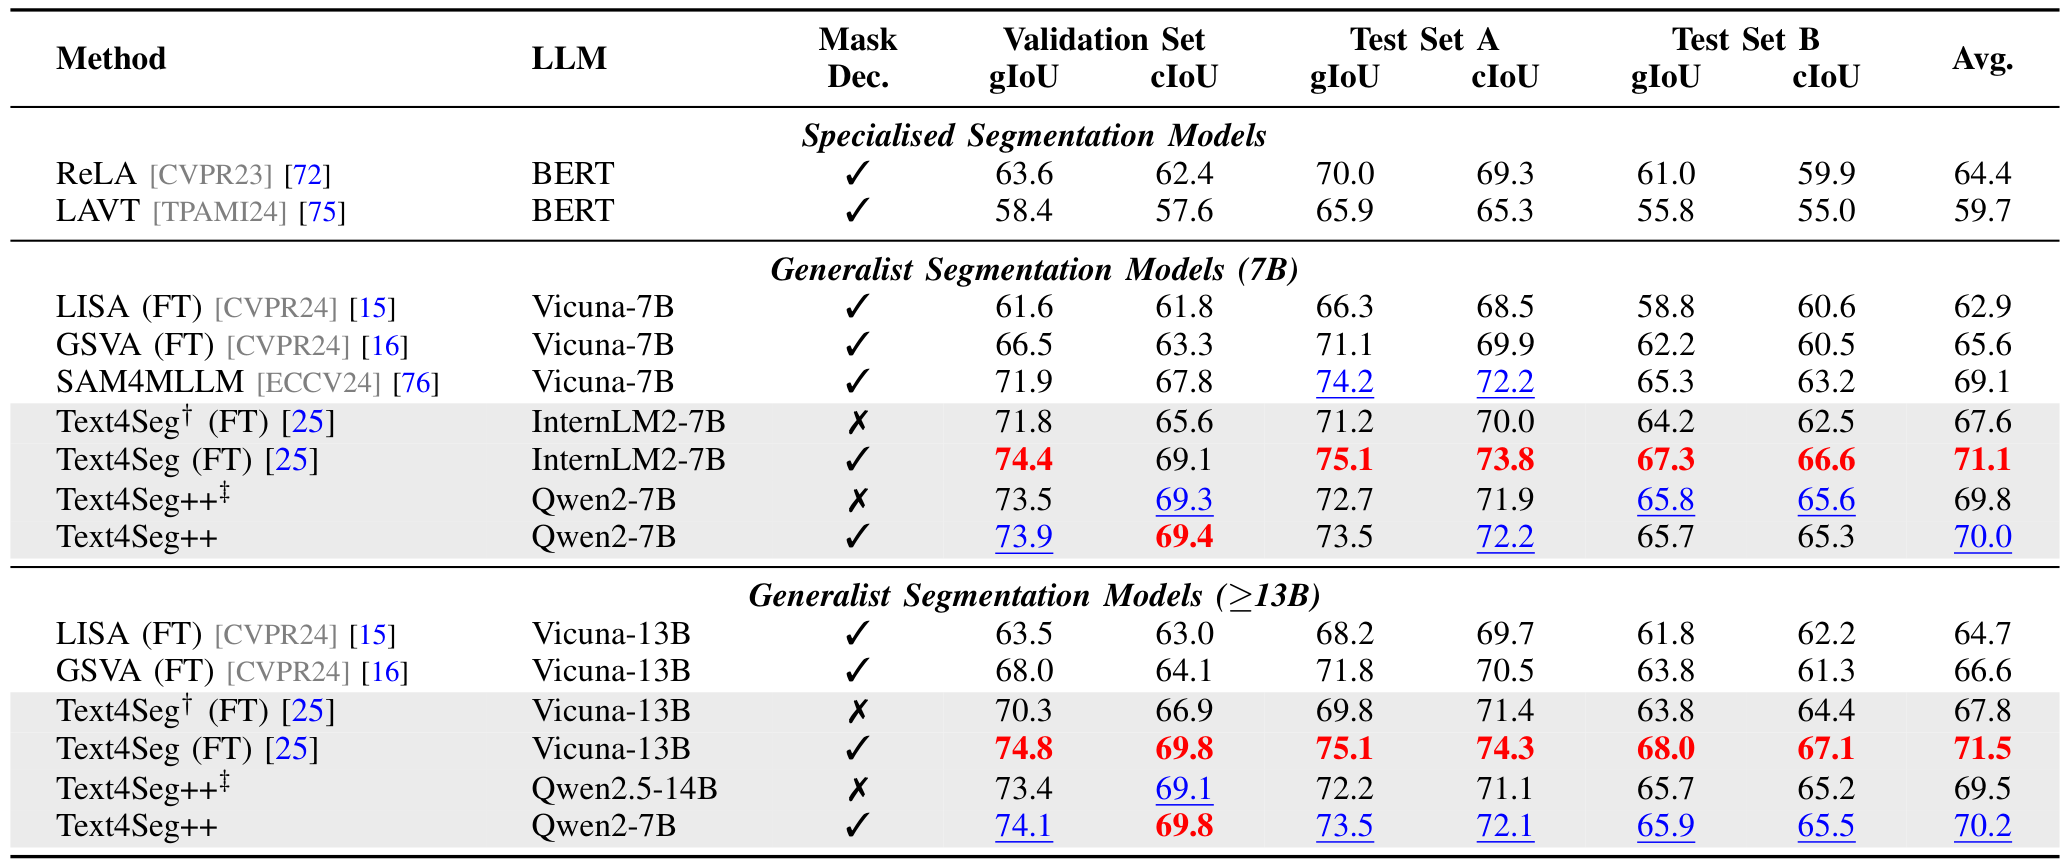 Method LLM Mask Dec. Validation Set Test Set A Test Set B Avg.
gIoU cIoU gIoU cIoU gIoU cIoU
Specialised Segmentation Models
ReLA [CVPR23] [72] BERT ✓ 63.6 62.4 70.0 69.3 61.0 59.9 64.4
LAVT [TPAMI24] [75] BERT ✓ 58.4 57.6 65.9 65.3 55.8 55.0 59.7
Generalist Segmentation Models (7B)
LISA (FT) [CVPR24] [15] Vicuna-7B ✓ 61.6 61.8 66.3 68.5 58.8 60.6 62.9
GSVA (FT) [CVPR24] [16] Vicuna-7B ✓ 66.5 63.3 71.1 69.9 62.2 60.5 65.6
SAM4MLLM [ECCV24] [76] Vicuna-7B ✓ 71.9 67.8 74.2 72.2 65.3 63.2 69.1
Text4Seg† (FT) [25] InternLM2-7B ✗ 71.8 65.6 71.2 70.0 64.2 62.5 67.6
Text4Seg (FT) [25] InternLM2-7B ✓ 74.4 69.1 75.1 73.8 67.3 66.6 71.1
Text4Seg++‡ Qwen2-7B ✗ 73.5 69.3 72.7 71.9 65.8 65.6 69.8
Text4Seg++ Qwen2-7B ✓ 73.9 69.4 73.5 72.2 65.7 65.3 70.0
Generalist Segmentation Models (≥13B)
LISA (FT) [CVPR24] [15] Vicuna-13B ✓ 63.5 63.0 68.2 69.7 61.8 62.2 64.7
GSVA (FT) [CVPR24] [16] Vicuna-13B ✓ 68.0 64.1 71.8 70.5 63.8 61.3 66.6
Text4Seg† (FT) [25] Vicuna-13B ✗ 70.3 66.9 69.8 71.4 63.8 64.4 67.8
Text4Seg (FT) [25] Vicuna-13B ✓ 74.8 69.8 75.1 74.3 68.0 67.1 71.5
Text4Seg++‡ Qwen2.5-14B ✗ 73.4 69.1 72.2 71.1 65.7 65.2 69.5
Text4Seg++ Qwen2-7B ✓ 74.1 69.8 73.5 72.1 65.9 65.5 70.2